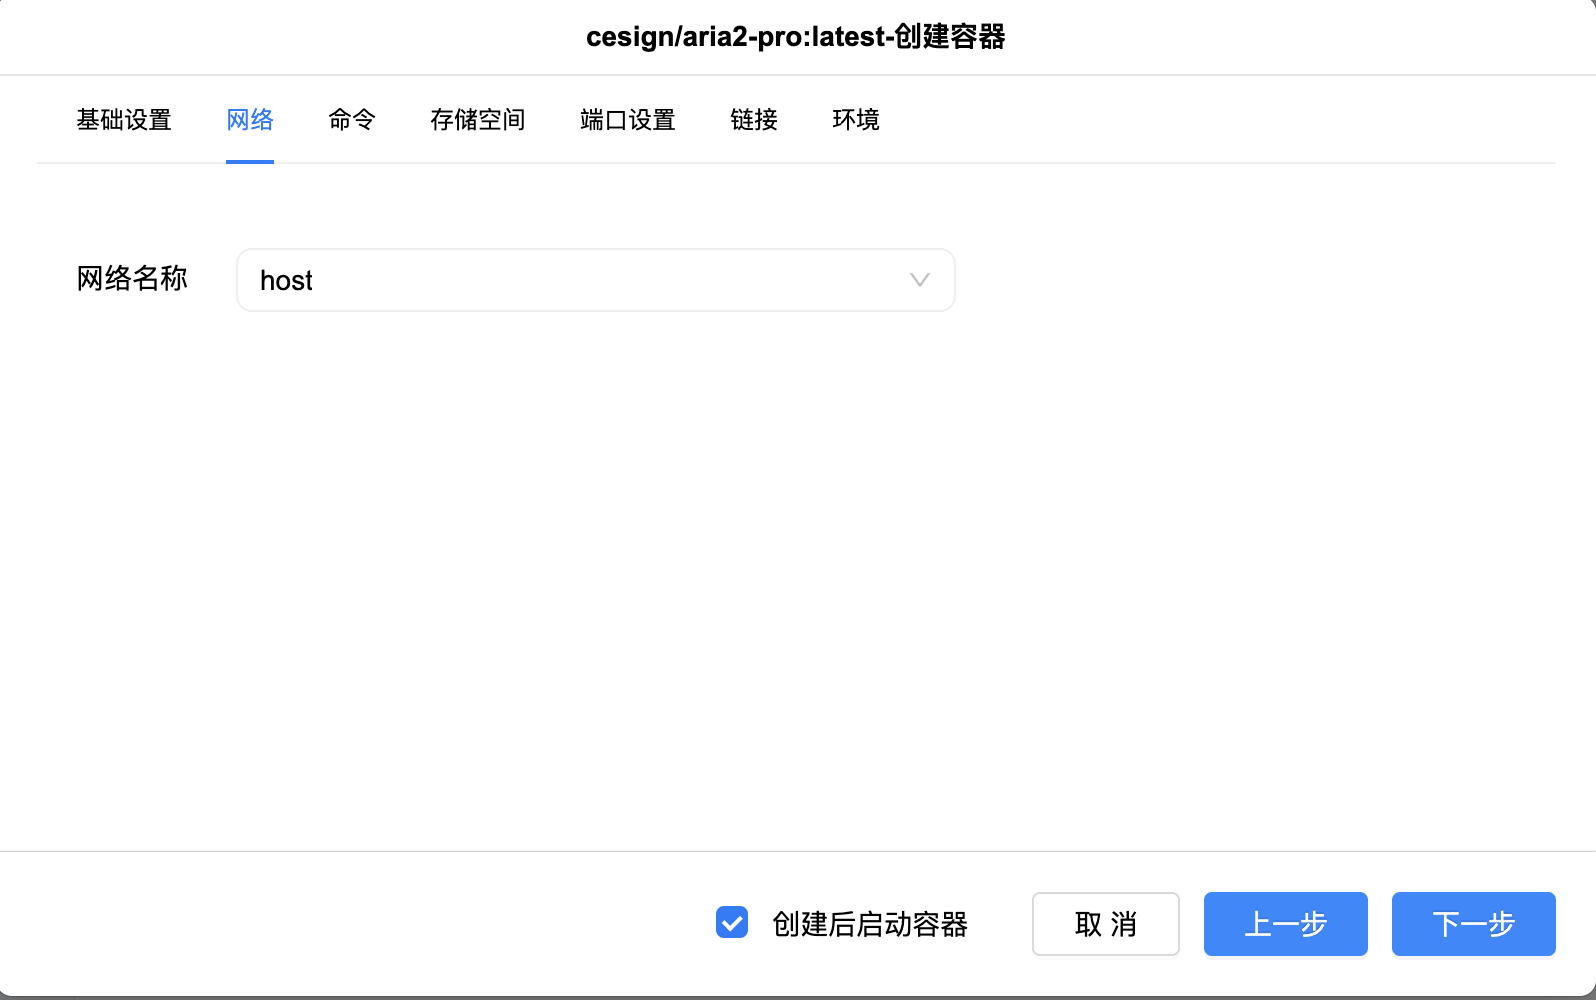 cesign/aria2-pro:latest-创建容器
基础设置 网络 命令 存储空间 端口设置 链接 环境
网络名称 host
创建后启动容器 取 消 上一步 下一步